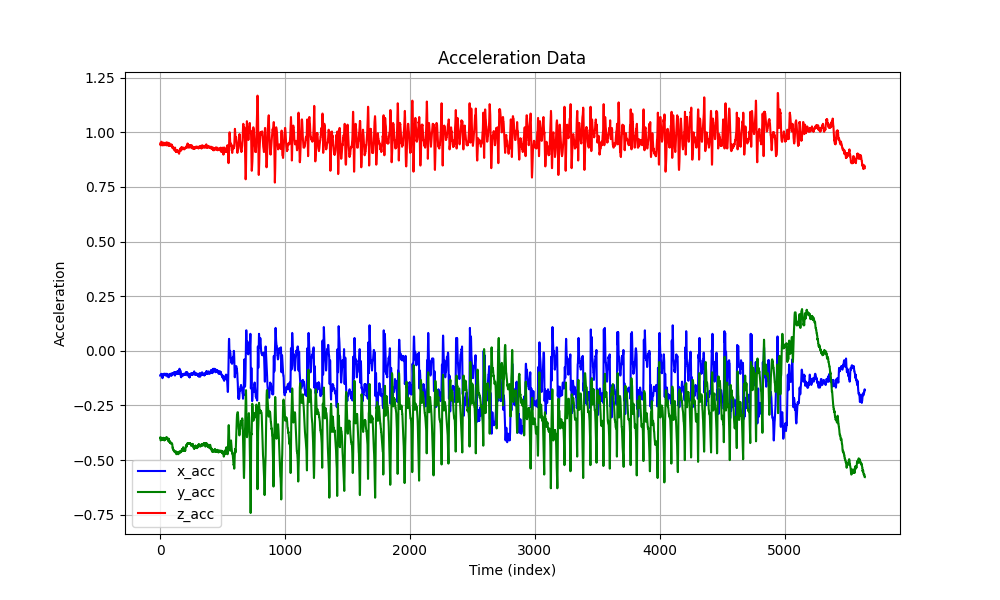 Acceleration Data
Acceleration
1.25
1.00
0.75
0.50
0.25
0.00
−0.25
−0.50
−0.75
x_acc
y_acc
z_acc
0 1000 2000 3000 4000 5000
Time (index)